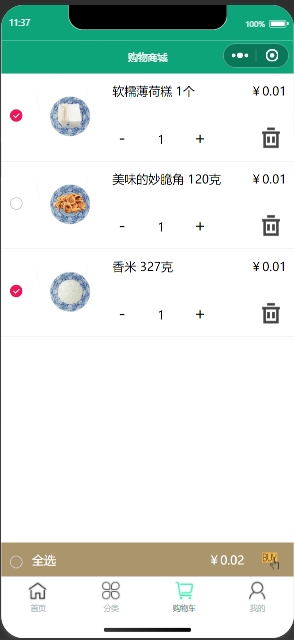 11:37
100%
购物商城
软糯薄荷糕 1个
￥0.01
- 1 +
美味的妙脆角 120克
￥0.01
- 1 +
香米 327克
￥0.01
- 1 +
全选
￥0.02
BUY
首页
分类
购物车
我的